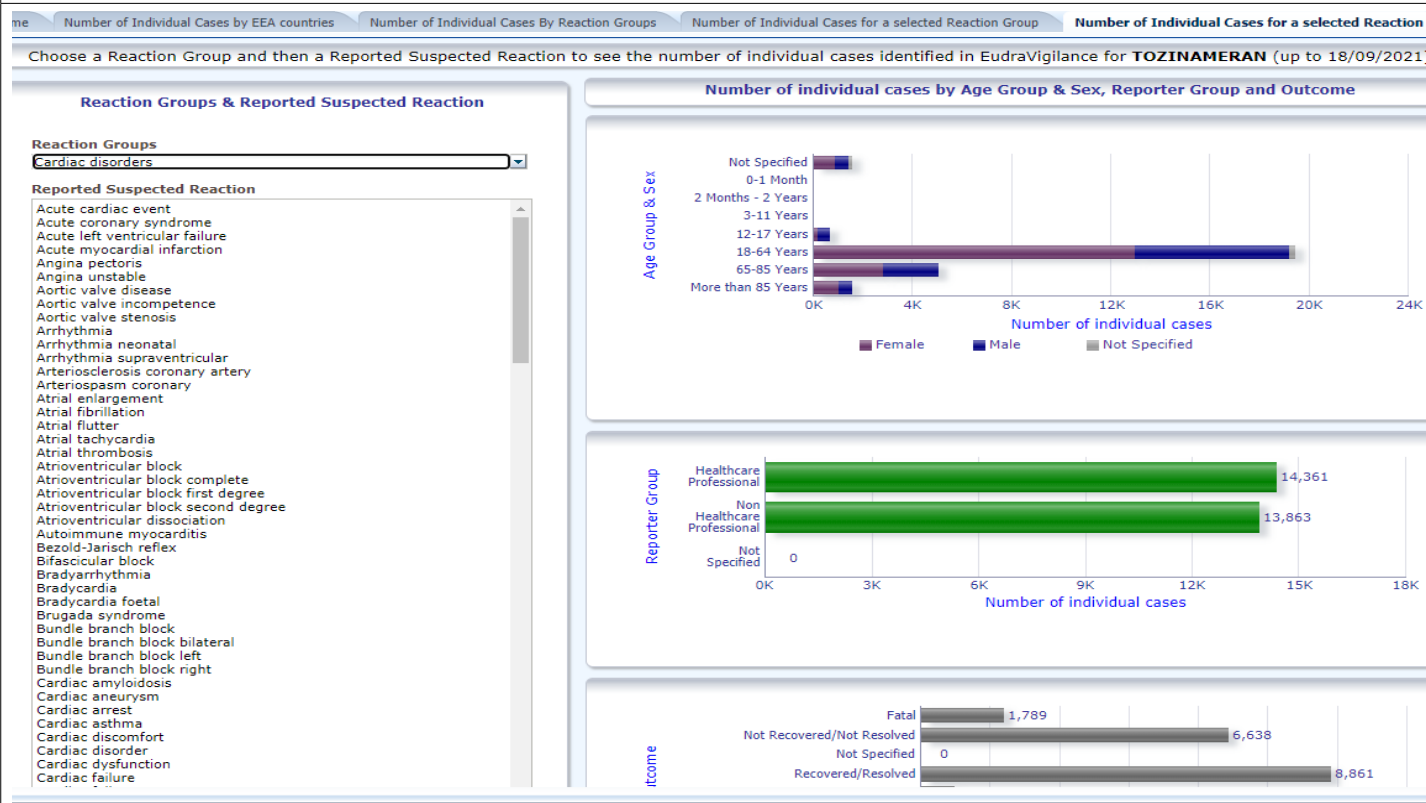 me
Number of Individual Cases by EEA countries
Number of Individual Cases By Reaction Groups
Number of Individual Cases for a selected Reaction Group
Number of Individual Cases for a selected Reaction
Choose a Reaction Group and then a Reported Suspected Reaction to see the number of individual cases identified in EudraVigilance for TOZINAMERAN (up to 18/09/2021)
Reaction Groups & Reported Suspected Reaction
Reaction Groups
Cardiac disorders
Reported Suspected Reaction
Acute cardiac event
Acute coronary syndrome
Acute left ventricular failure
Acute myocardial infarction
Angina pectoris
Angina unstable
Aortic valve disease
Aortic valve incompetence
Aortic valve stenosis
Arrhythmia
Arrhythmia neonatal
Arrhythmia supraventricular
Arteriosclerosis coronary artery
Arteriospasm coronary
Atrial enlargement
Atrial fibrillation
Atrial flutter
Atrial tachycardia
Atrial thrombosis
Atrioventricular block
Atrioventricular block complete
Atrioventricular block first degree
Atrioventricular block second degree
Atrioventricular dissociation
Autoimmune myocarditis
Bezold-Jarisch reflex
Bifascicular block
Bradyarrhythmia
Bradycardia
Bradycardia foetal
Brugada syndrome
Bundle branch block
Bundle branch block bilateral
Bundle branch block left
Bundle branch block right
Cardiac amyloidosis
Cardiac aneurysm
Cardiac arrest
Cardiac asthma
Cardiac discomfort
Cardiac disorder
Cardiac dysfunction
Cardiac failure
Number of individual cases by Age Group & Sex, Reporter Group and Outcome
Age Group & Sex
Not Specified
0-1 Month
2 Months - 2 Years
3-11 Years
12-17 Years
18-64 Years
65-85 Years
More than 85 Years
0K 4K 8K 12K 16K 20K 24K
Number of individual cases
Female Male Not Specified
Reporter Group
Healthcare
Professional
14,361
Non
Healthcare
Professional
13,863
Not
Specified
0
0K 3K 6K 9K 12K 15K 18K
Number of individual cases
utcome
Fatal 1,789
Not Recovered/Not Resolved 6,638
Not Specified 0
Recovered/Resolved 8,861